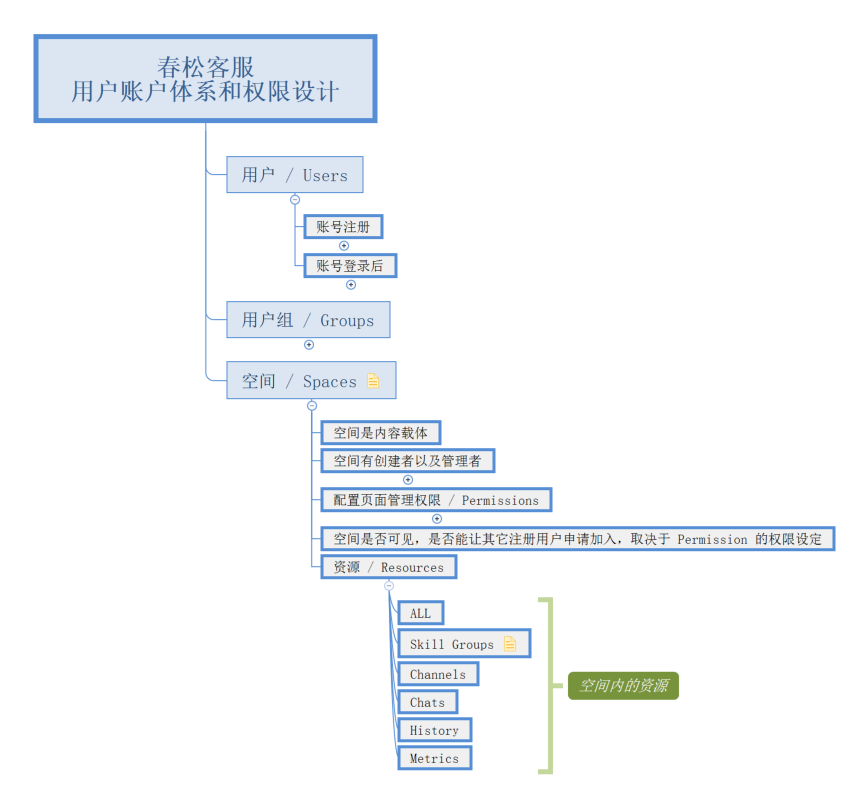 春松客服
用户账户体系和权限设计
用户 / Users
账号注册
账号登录后
用户组 / Groups
空间 / Spaces
空间是内容载体
空间有创建者以及管理者
配置页面管理权限 / Permissions
空间是否可见，是否能让其它注册用户申请加入，取决于 Permission 的权限设定
资源 / Resources
ALL
Skill Groups
Channels
Chats
History
Metrics
空间内的资源